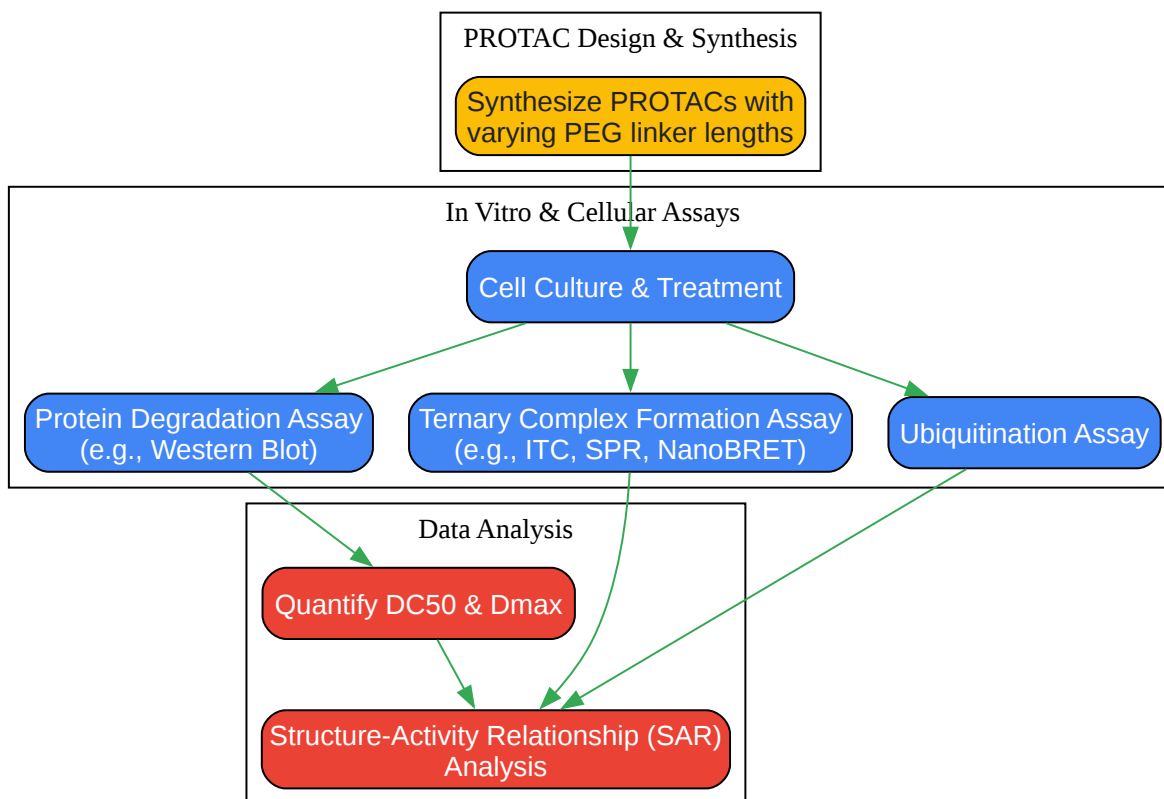 PROTAC Design & Synthesis
Synthesize PROTACs with
varying PEG linker lengths
In Vitro & Cellular Assays
Cell Culture & Treatment
Protein Degradation Assay
(e.g., Western Blot)
Ternary Complex Formation Assay
(e.g., ITC, SPR, NanoBRET)
Ubiquitination Assay
Data Analysis
Quantify DC50 & Dmax
Structure-Activity Relationship (SAR)
Analysis